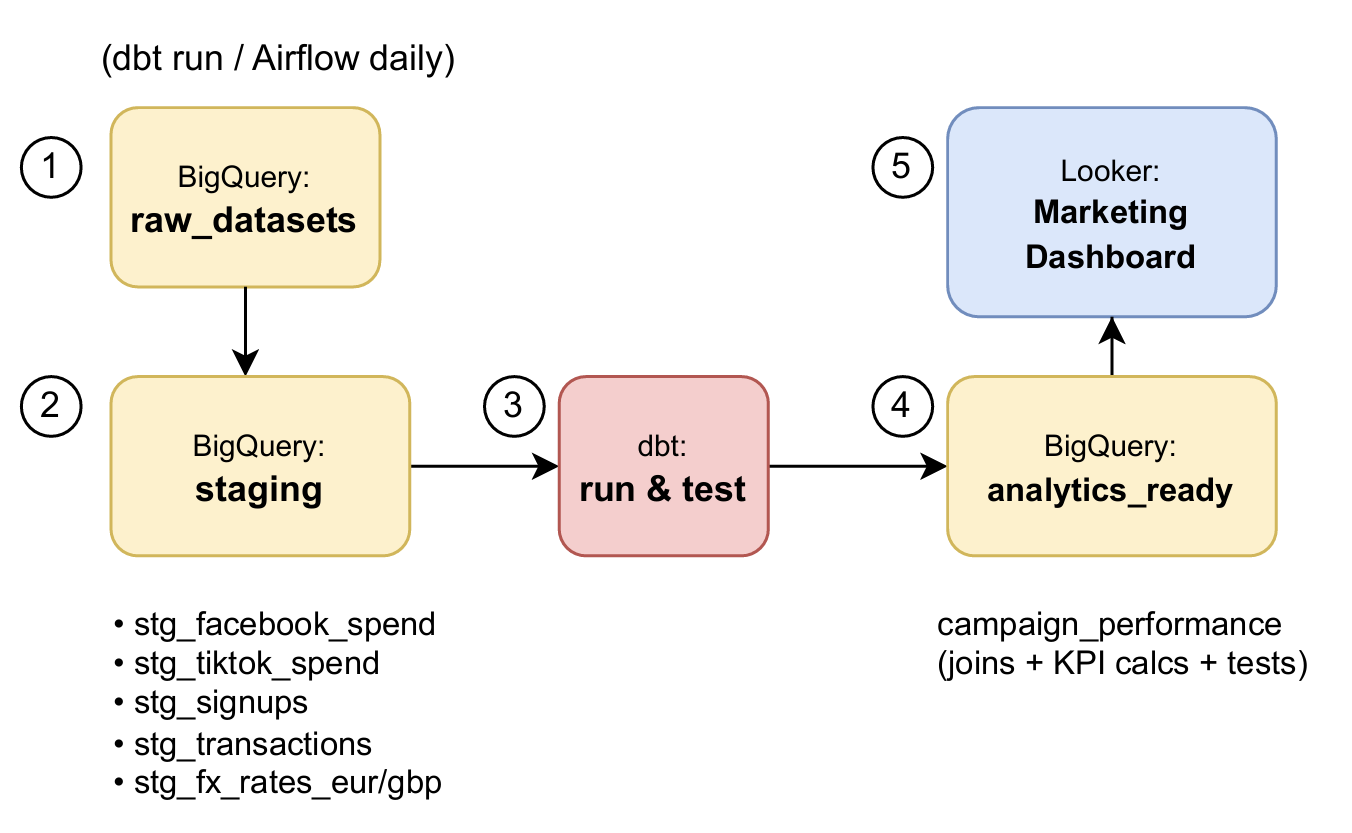 (dbt run / Airflow daily)
1
BigQuery:
raw_datasets
5
Looker:
Marketing
Dashboard
2
BigQuery:
staging
3
dbt:
run & test
4
BigQuery:
analytics_ready
• stg_facebook_spend
• stg_tiktok_spend
• stg_signups
• stg_transactions
• stg_fx_rates_eur/gbp
campaign_performance
(joins + KPI calcs + tests)